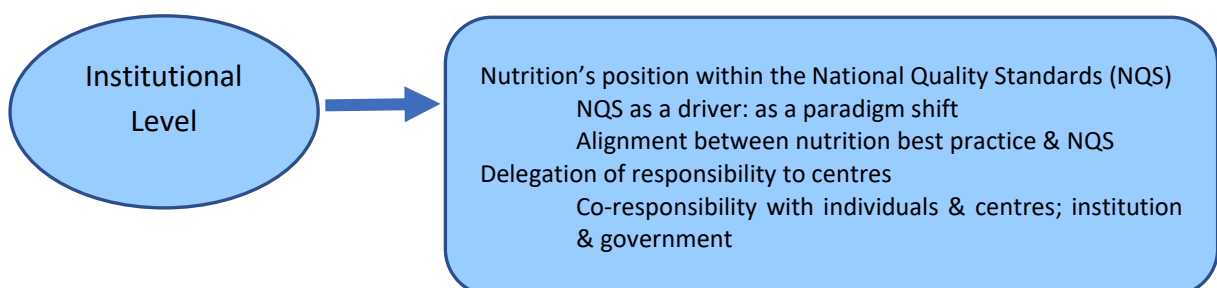 Institutional
Level
Nutrition’s position within the National Quality Standards (NQS)
NQS as a driver: as a paradigm shift
Alignment between nutrition best practice & NQS
Delegation of responsibility to centres
Co-responsibility with individuals & centres; institution
& government